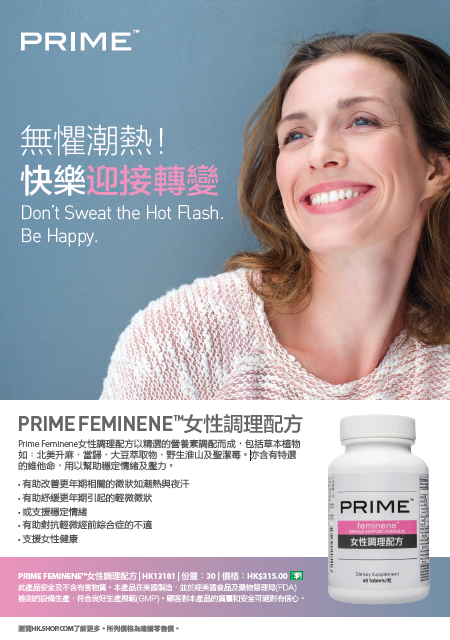 PRIME™
無懼潮熱!
快樂迎接轉變
Don't Sweat the Hot Flash.
Be Happy.
PRIME FEMINENE™女性調理配方
Prime Feminene女性調理配方以精選的營養素調配而成,包括草本植物
如:北美升麻、當歸、大豆萃取物、野生淮山及聖潔莓。亦含有特選
的維他命,用以幫助穩定情緒及壓力。
• 有助改善更年期相關的徵狀如潮熱與夜汗
• 有助紓緩更年期引起的輕微徵狀
• 或支援穩定情緒
• 有助對抗輕微經前綜合症的不適
• 支援女性健康
PRIME™
feminene™
FEMALE SUPPORT FORMULA
女性調理配方
Dietary Supplement
60 Tablets/粒
PRIME FEMINENE™女性調理配方 | HK13181 | 份量:30 | 價格:HK$315.00
此產品安全及不含有害物質。本產品在美國製造,並於經美國食品及藥物管理局(FDA)
檢測的設備生產,符合良好生產規範(GMP)。顧客對本產品的質量和安全可絕對有信心。
瀏覽HK.SHOP.COM了解更多。所列價格為建議零售價。